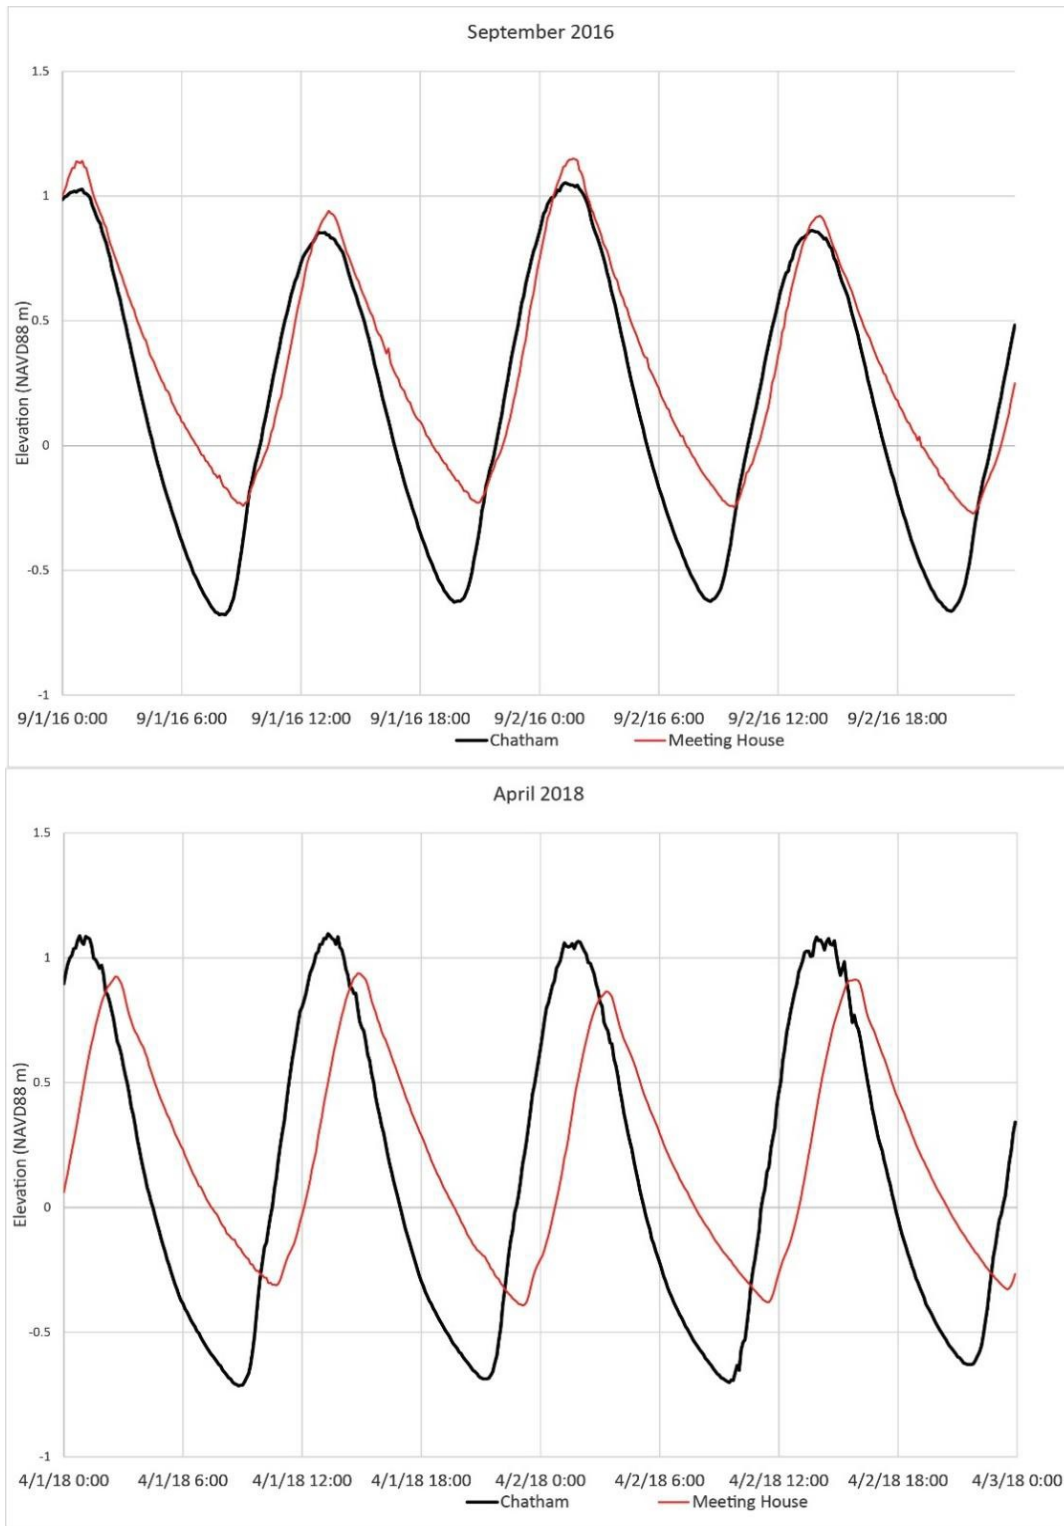 September 2016
1.5
1
0.5
0
-0.5
-1
Elevation (NAVD88 m)
9/1/16 0:00 9/1/16 6:00 9/1/16 12:00 9/1/16 18:00 9/2/16 0:00 9/2/16 6:00 9/2/16 12:00 9/2/16 18:00
Chatham Meeting House
April 2018
1.5
1
0.5
0
-0.5
-1
Elevation (NAVD88 m)
4/1/18 0:00 4/1/18 6:00 4/1/18 12:00 4/1/18 18:00 4/2/18 0:00 4/2/18 6:00 4/2/18 12:00 4/2/18 18:00 4/3/18 0:00
Chatham Meeting House